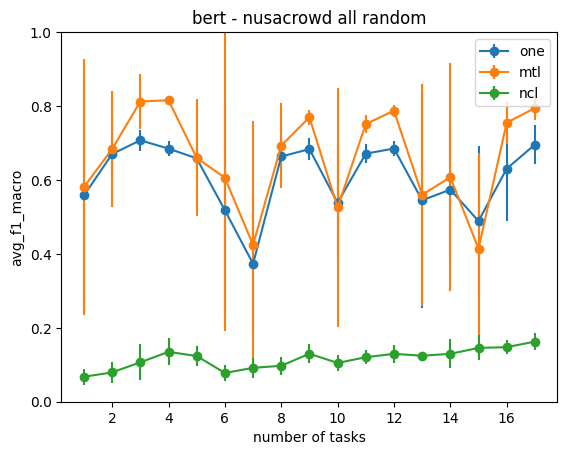 bert - nusacrowd all random
one
mtl
ncl
avg_f1_macro
1.0
0.8
0.6
0.4
0.2
0.0
2 4 6 8 10 12 14 16
number of tasks